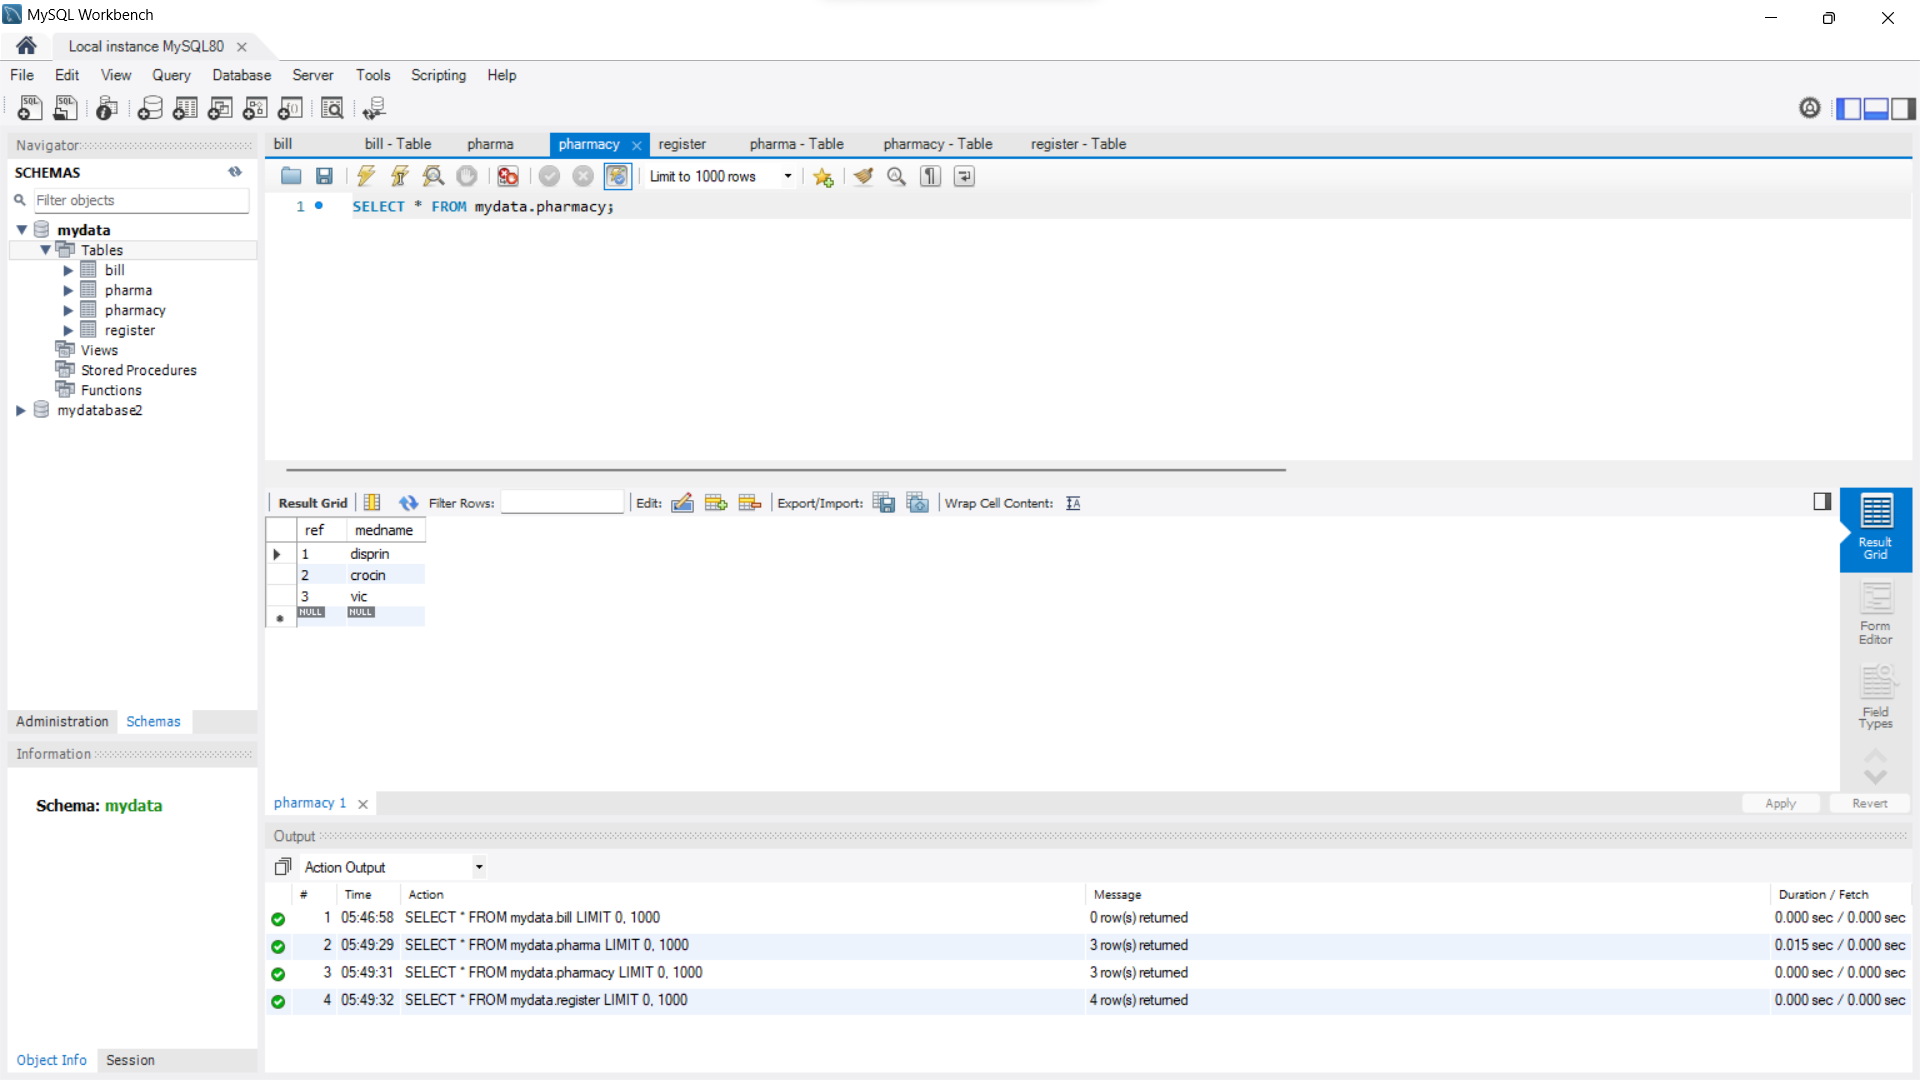 MySQL Workbench
Local instance MySQL80
File Edit View Query Database Server Tools Scripting Help
Navigator
SCHEMAS
Filter objects
mydata
Tables
bill
pharma
pharmacy
register
Views
Stored Procedures
Functions
mydatabase2
Administration Schemas
Information
Schema: mydata
Object Info Session
bill bill - Table pharma pharmacy register pharma - Table pharmacy - Table register - Table
Limit to 1000 rows
1 SELECT * FROM mydata.pharmacy;
Result Grid Filter Rows: Edit: Export/Import: Wrap Cell Content:
ref medname
1 disprin
2 crocin
3 vic
NULL NULL
Result
Grid
Form
Editor
Field
Types
pharmacy 1 Apply Revert
Output
Action Output
# Time Action Message Duration / Fetch
1 05:46:58 SELECT * FROM mydata.bill LIMIT 0, 1000 0 row(s) returned 0.000 sec / 0.000 sec
2 05:49:29 SELECT * FROM mydata.pharma LIMIT 0, 1000 3 row(s) returned 0.015 sec / 0.000 sec
3 05:49:31 SELECT * FROM mydata.pharmacy LIMIT 0, 1000 3 row(s) returned 0.000 sec / 0.000 sec
4 05:49:32 SELECT * FROM mydata.register LIMIT 0, 1000 4 row(s) returned 0.000 sec / 0.000 sec